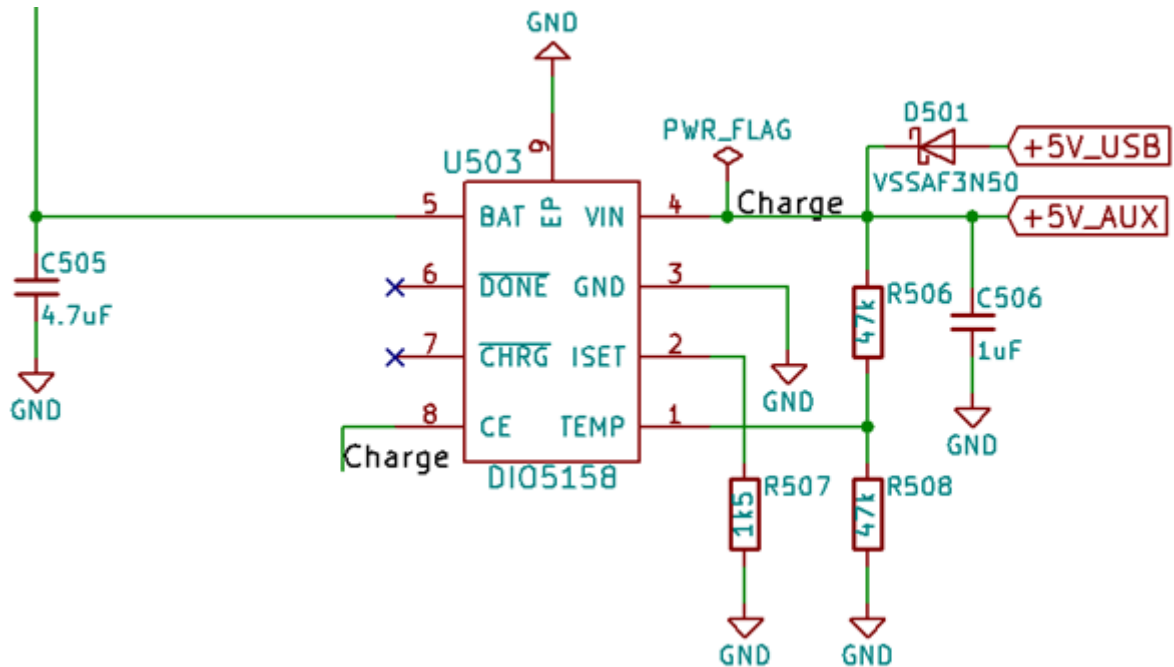 GND
D501
PWR_FLAG
+5V_USB
U503
9
VSSAF3N50
5
BAT
EP
VIN
4
Charge
+5V_AUX
C505
4.7uF
6
DONE
GND
3
R506
47k
C506
1uF
7
CHRG
ISET
2
GND
GND
GND
8
CE
TEMP
1
Charge
DIO5158
R507
1k5
R508
47k
GND
GND